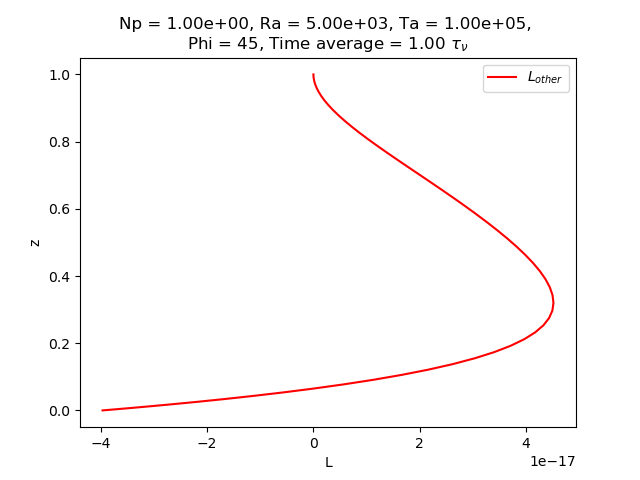 Np = 1.00e+00, Ra = 5.00e+03, Ta = 1.00e+05,
Phi = 45, Time average = 1.00 τν
L_other
1.0
0.8
0.6
0.4
0.2
0.0
z
−4
−2
0
2
4
1e−17
L